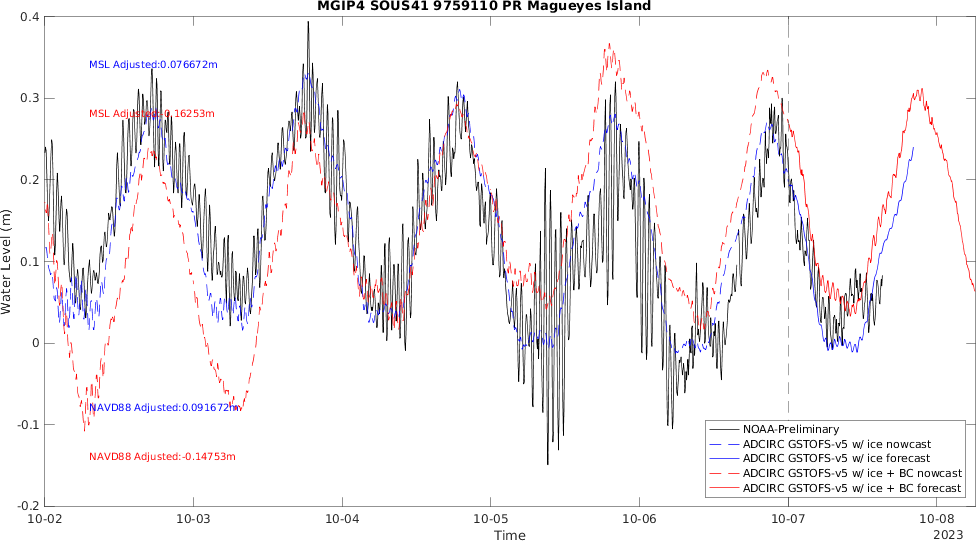 MGIP4 SOUS41 9759110 PR Magueyes Island
0.4
0.3
0.2
0.1
0
-0.1
-0.2
Water Level (m)
MSL Adjusted:0.076672m
MSL Adjusted:-0.16253m
NAVD88 Adjusted:0.091672m
NAVD88 Adjusted:-0.14753m
NOAA-Preliminary
ADCIRC GSTOFS-v5 w/ ice nowcast
ADCIRC GSTOFS-v5 w/ ice forecast
ADCIRC GSTOFS-v5 w/ ice + BC nowcast
ADCIRC GSTOFS-v5 w/ ice + BC forecast
10-02 10-03 10-04 10-05 10-06 10-07 10-08
Time
2023